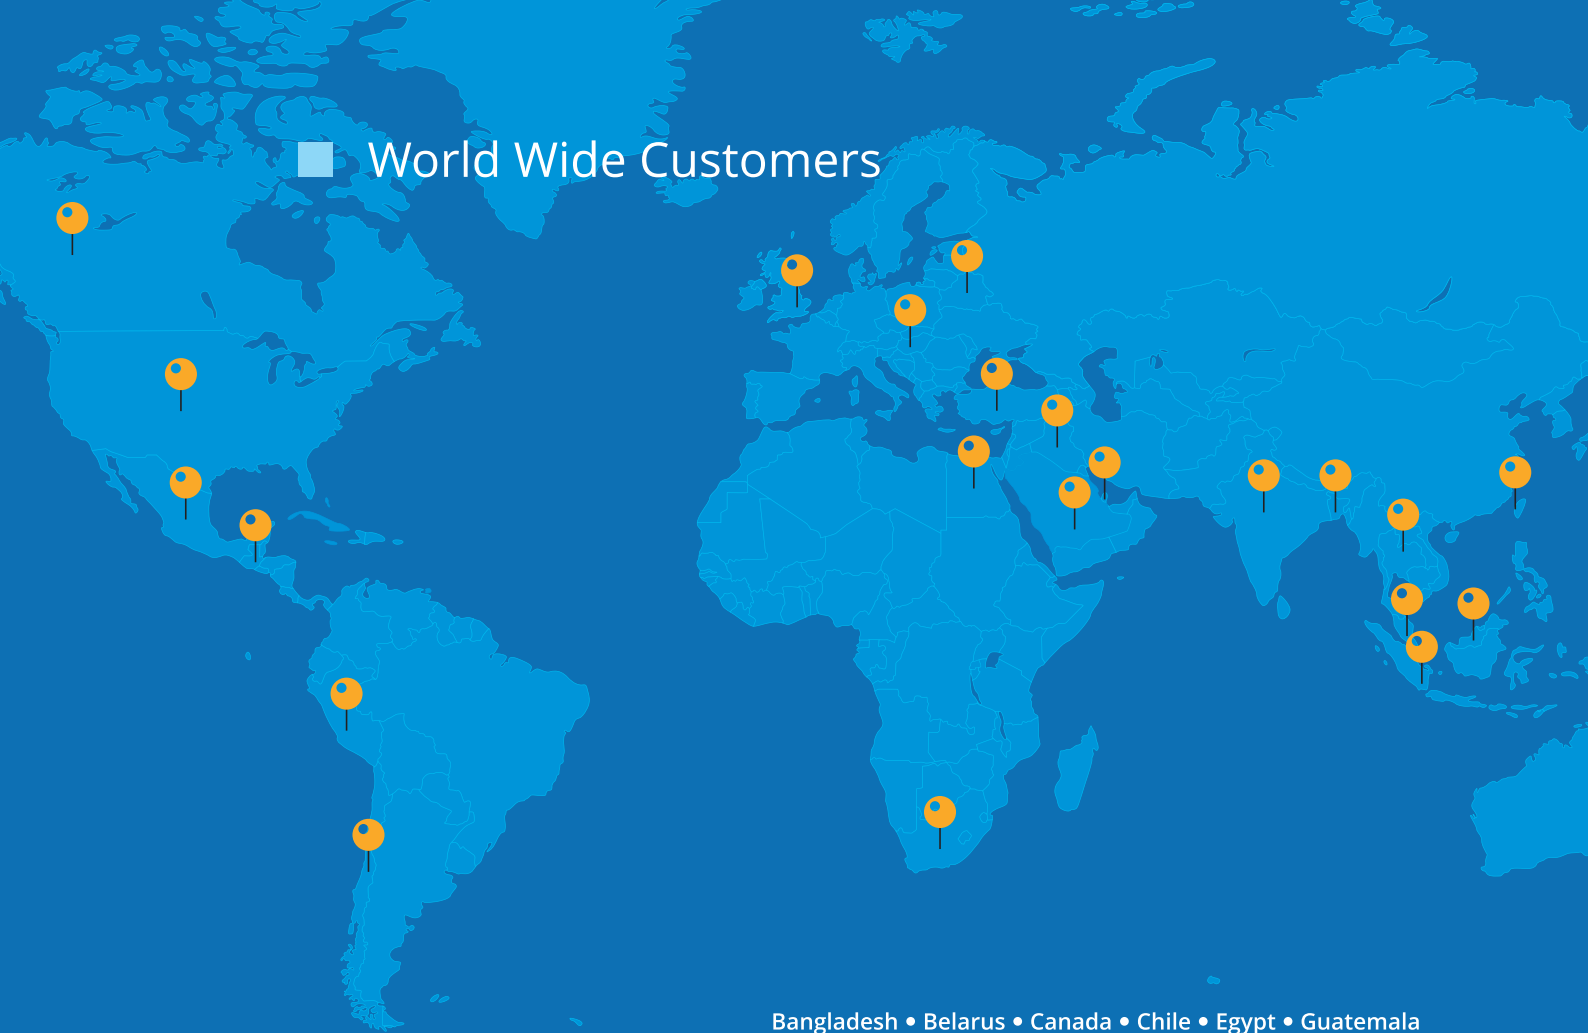 World Wide Customers
Bangladesh • Belarus • Canada • Chile • Egypt • Guatemala